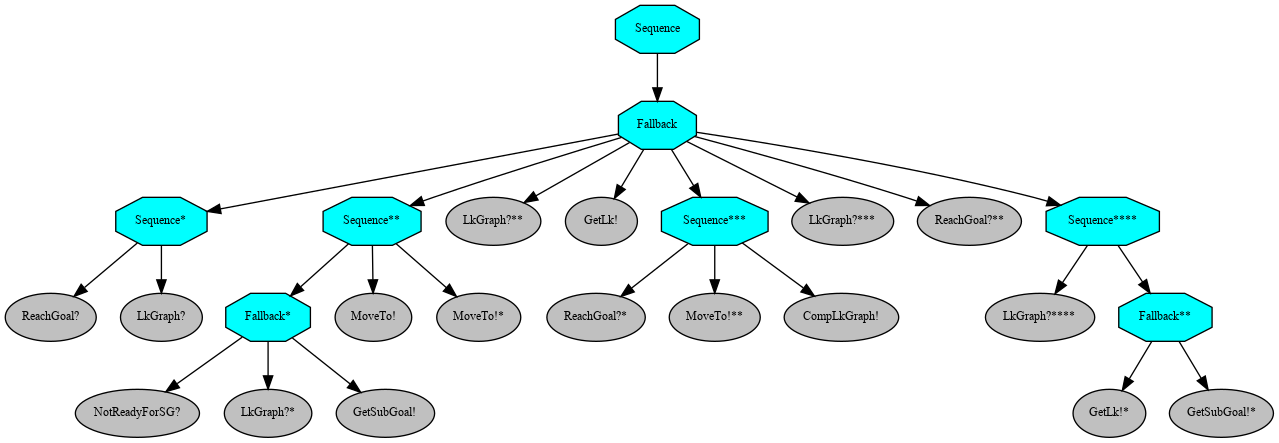 Sequence
Fallback
Sequence*
Sequence**
LkGraph?**
GetLk!
Sequence***
LkGraph?***
ReachGoal?**
Sequence****
ReachGoal?
LkGraph?
Fallback*
MoveTo!
MoveTo!*
ReachGoal?*
MoveTo!**
CompLkGraph!
LkGraph?****
Fallback**
NotReadyForSG?
LkGraph?*
GetSubGoal!
GetLk!*
GetSubGoal!*